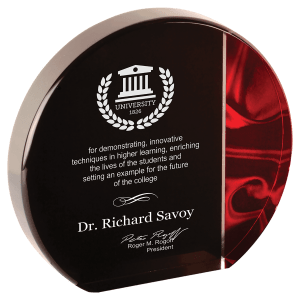 UNIVERSITY
1826
for demonstrating, innovative
techniques in higher learning, enriching
the lives of the students and
setting an example for the future
of the college
Dr. Richard Savoy
Roger M. Rogoff
President